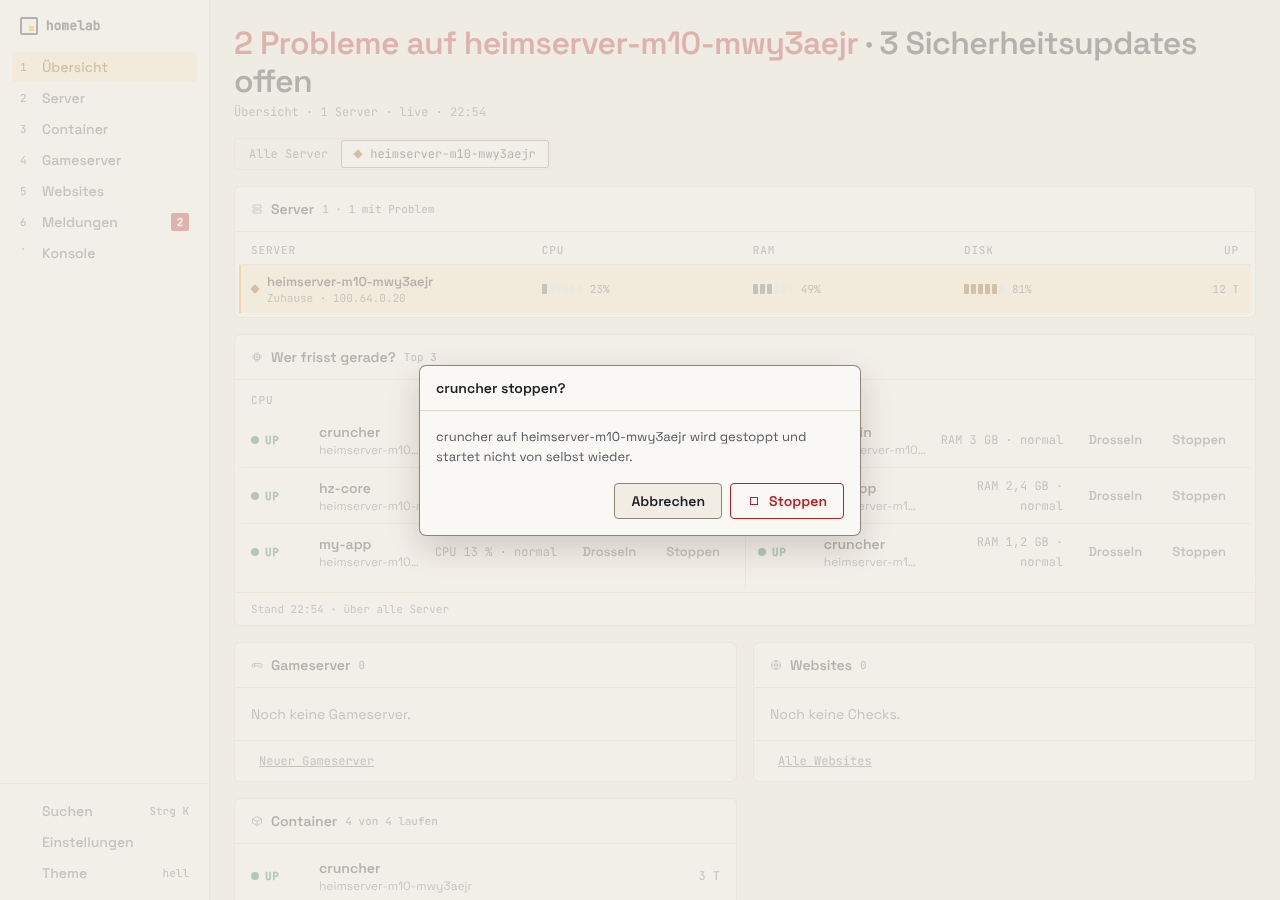 homelab
1 Übersicht
2 Server
3 Container
4 Gameserver
5 Websites
6 Meldungen 2
` Konsole
Suchen Strg K
Einstellungen
Theme hell
2 Probleme auf heimserver-m10-mwy3aejr · 3 Sicherheitsupdates
offen
Übersicht · 1 Server · live · 22:54
Alle Server heimserver-m10-mwy3aejr
Server 1 · 1 mit Problem
SERVER CPU RAM DISK UP
heimserver-m10-mwy3aejr 23% 49% 81% 12 T
Zuhause · 100.64.0.20
Wer frisst gerade? Top 3
CPU
UP cruncher
heimserver-m10…
RAM 3 GB · normal Drosseln Stoppen
UP hz-core
RAM 2,4 GB ·
normal Drosseln Stoppen
heimserver-m1…
UP my-app
heimserver-m10…
CPU 13 % · normal Drosseln Stoppen
UP cruncher
heimserver-m1…
RAM 1,2 GB ·
normal Drosseln Stoppen
Stand 22:54 · über alle Server
cruncher stoppen?
cruncher auf heimserver-m10-mwy3aejr wird gestoppt und
startet nicht von selbst wieder.
Abbrechen Stoppen
Gameserver 0
Noch keine Gameserver.
Neuer Gameserver
Websites 0
Noch keine Checks.
Alle Websites
Container 4 von 4 laufen
UP cruncher 3 T
heimserver-m10-mwy3aejr